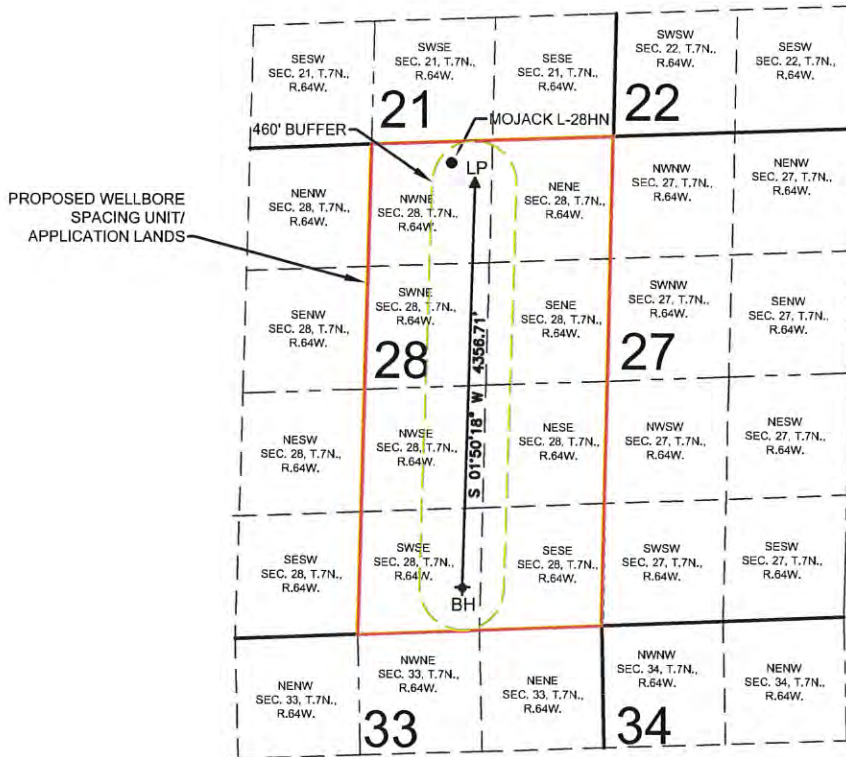 SESW
SEC. 21, T.7N.,
R.64W.
SWSE
SEC. 21, T.7N.,
R.64W.
SESE
SEC. 21, T.7N.,
R.64W.
SWSW
SEC. 22, T.7N.,
R.64W.
SESW
SEC. 22, T.7N.,
R.64W.
21
22
460' BUFFER
MOJACK L-28HN
LP
PROPOSED WELLBORE
SPACING UNIT/
APPLICATION LANDS
NENW
SEC. 28, T.7N.,
R.64W.
NWNE
SEC. 28, T.7N.,
R.64W.
NENE
SEC. 28, T.7N.,
R.64W.
NWNW
SEC. 27, T.7N.,
R.64W.
NENW
SEC. 27, T.7N.,
R.64W.
SENW
SEC. 28, T.7N.,
R.64W.
SWNE
SEC. 28, T.7N.,
R.64W.
SENE
SEC. 28, T.7N.,
R.64W.
SWNW
SEC. 27, T.7N.,
R.64W.
SENW
SEC. 27, T.7N.,
R.64W.
28
27
S 01°50'18" W 4356.71'
NESW
SEC. 28, T.7N.,
R.64W.
NWSE
SEC. 28, T.7N.,
R.64W.
NESE
SEC. 28, T.7N.,
R.64W.
NWSW
SEC. 27, T.7N.,
R.64W.
NESW
SEC. 27, T.7N.,
R.64W.
SESW
SEC. 28, T.7N.,
R.64W.
SWSE
SEC. 28, T.7N.,
R.64W.
SESE
SEC. 28, T.7N.,
R.64W.
SWSW
SEC. 27, T.7N.,
R.64W.
SESW
SEC. 27, T.7N.,
R.64W.
BH
NENW
SEC. 33, T.7N.,
R.64W.
NWNE
SEC. 33, T.7N.,
R.64W.
NENE
SEC. 33, T.7N.,
R.64W.
NWNW
SEC. 34, T.7N.,
R.64W.
NENW
SEC. 34, T.7N.,
R.64W.
33
34